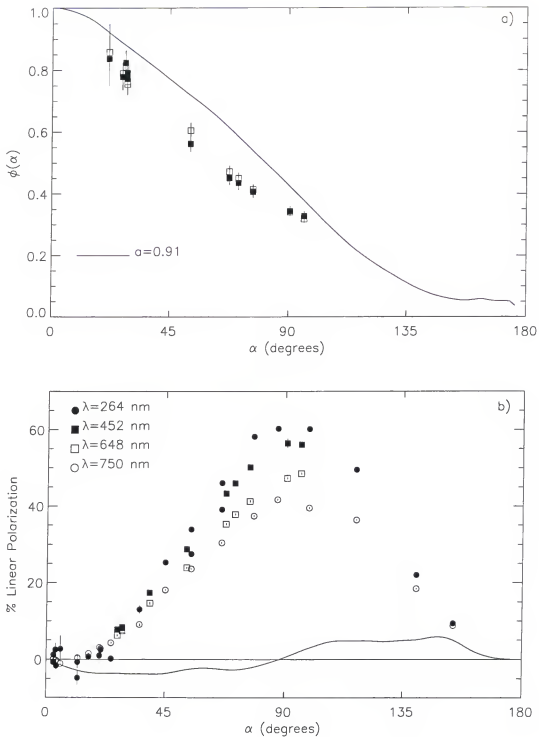 a)
1.0
0.8
0.6
0.4
0.2
0.0
ϕ(α)
a=0.91
0
45
90
135
180
α (degrees)
b)
λ=264 nm
λ=452 nm
λ=648 nm
λ=750 nm
60
40
20
0
% Linear Polarization
0
45
90
135
180
α (degrees)